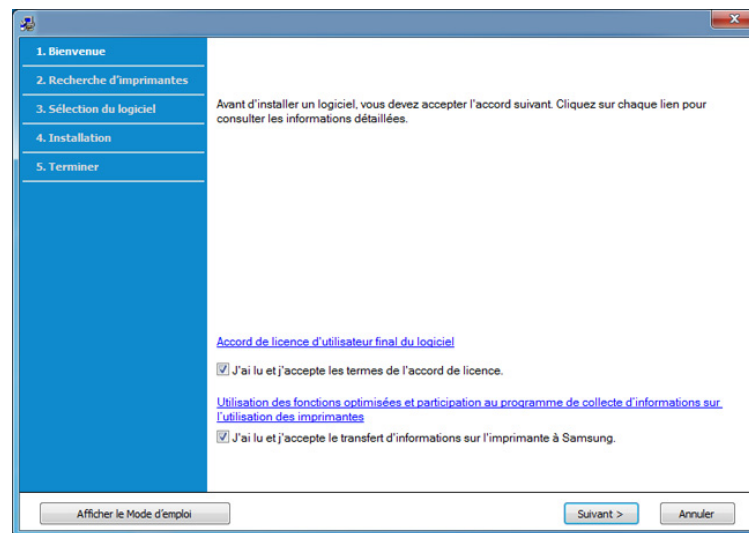 1. Bienvenue
2. Recherche d'imprimantes
3. Sélection du logiciel
4. Installation
5. Terminer
Avant d'installer un logiciel, vous devez accepter l'accord suivant. Cliquez sur chaque lien pour
consulter les informations détaillées.
Accord de licence d'utilisateur final du logiciel
J'ai lu et j'accepte les termes de l'accord de licence.
Utilisation des fonctions optimisées et participation au programme de collecte d'informations sur
l'utilisation des imprimantes
J'ai lu et j'accepte le transfert d'informations sur l'imprimante à Samsung.
Afficher le Mode d'emploi
Suivant >
Annuler